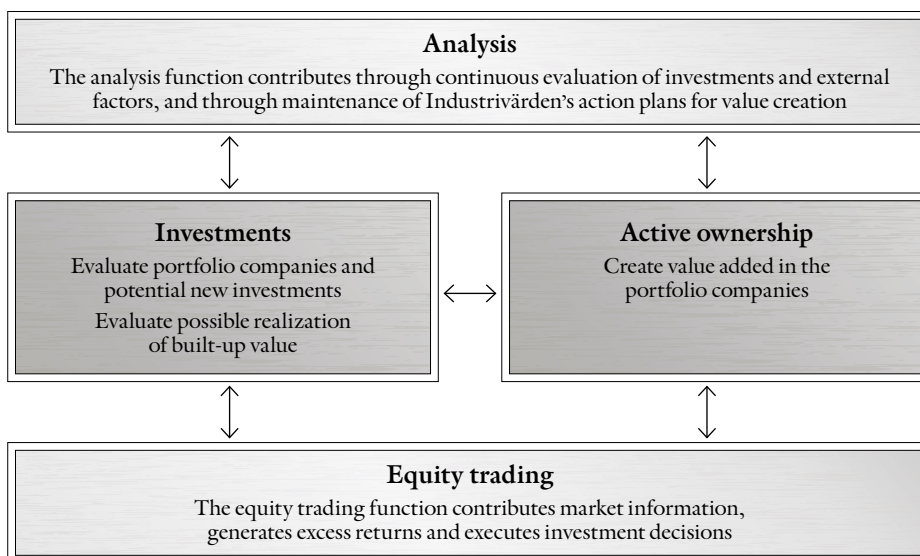 Analysis
The analysis function contributes through continuous evaluation of investments and external
factors, and through maintenance of Industrivärden’s action plans for value creation
Investments
Evaluate portfolio companies and
potential new investments
Evaluate possible realization
of built-up value
Active ownership
Create value added in the
portfolio companies
Equity trading
The equity trading function contributes market information,
generates excess returns and executes investment decisions